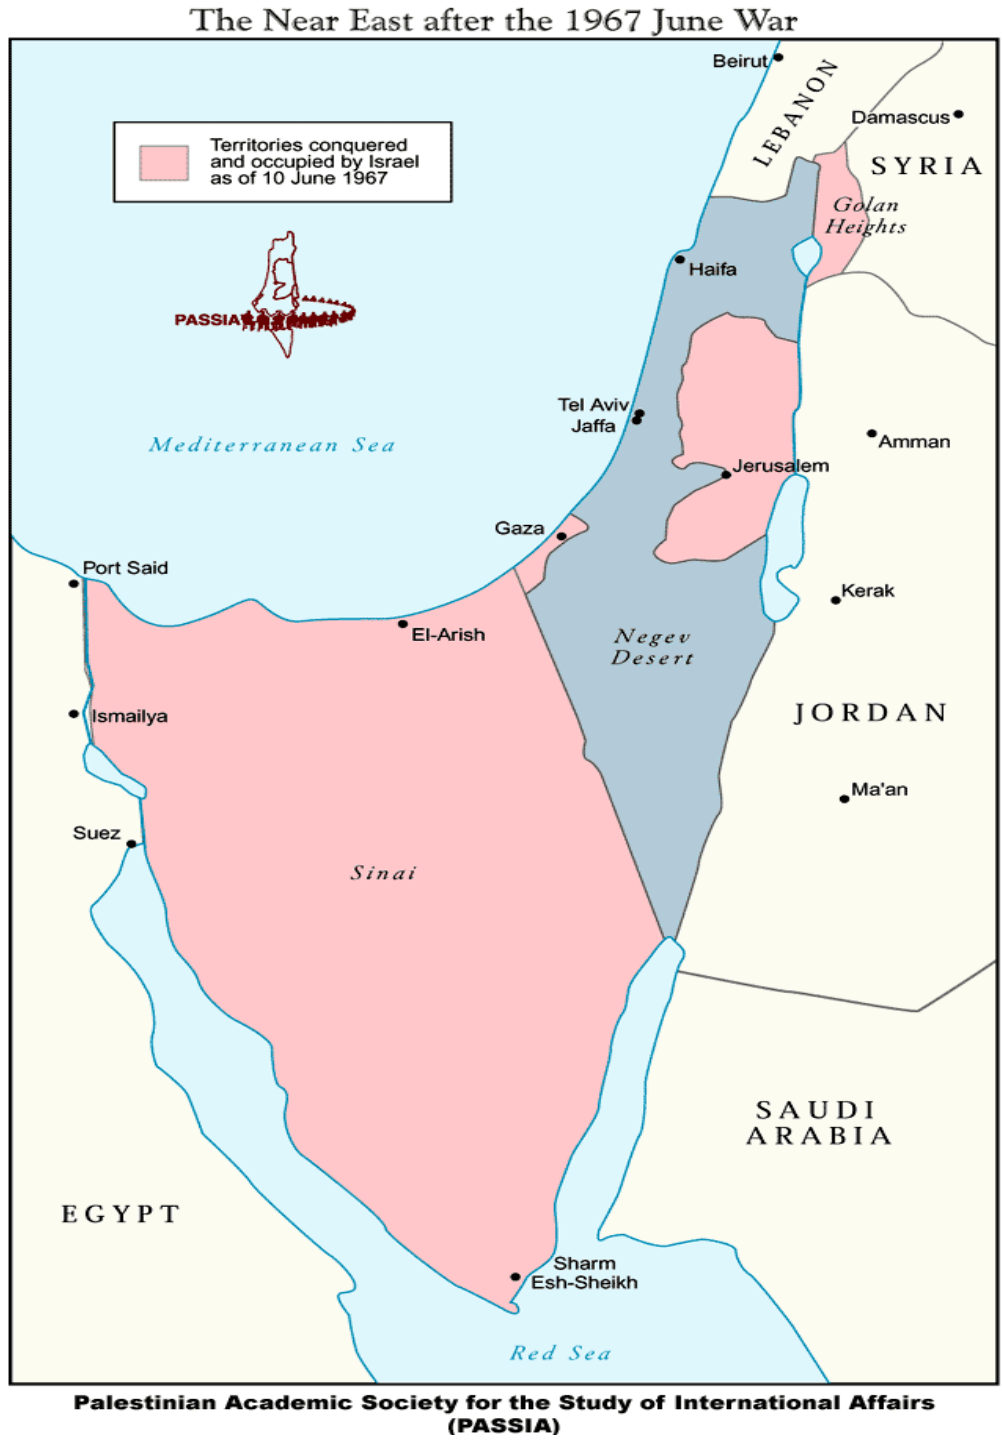 The Near East after the 1967 June War
Beirut
LEBANON
Damascus
SYRIA
Territories conquered
and occupied by Israel
as of 10 June 1967
Golan
Heights
Haifa
PASSIA
Tel Aviv
Jaffa
Mediterranean Sea
Amman
Jerusalem
Gaza
Port Said
Kerak
El-Arish
Negev
Desert
Ismailya
JORDAN
Ma'an
Suez
Sinai
SAUDI
ARABIA
EGYPT
Sharm
Esh-Sheikh
Red Sea
Palestinian Academic Society for the Study of International Affairs
(PASSIA)